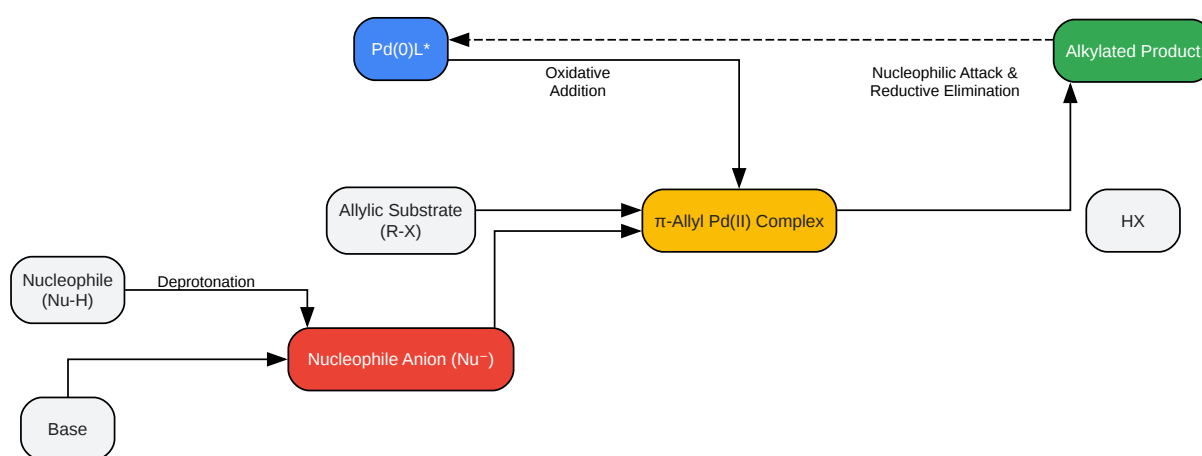 Pd(0)L*
Alkylated Product
Oxidative
Addition
Nucleophilic Attack &
Reductive Elimination
Allylic Substrate
(R-X)
π-Allyl Pd(II) Complex
HX
Nucleophile
(Nu-H)
Deprotonation
Nucleophile Anion (Nu⁻)
Base